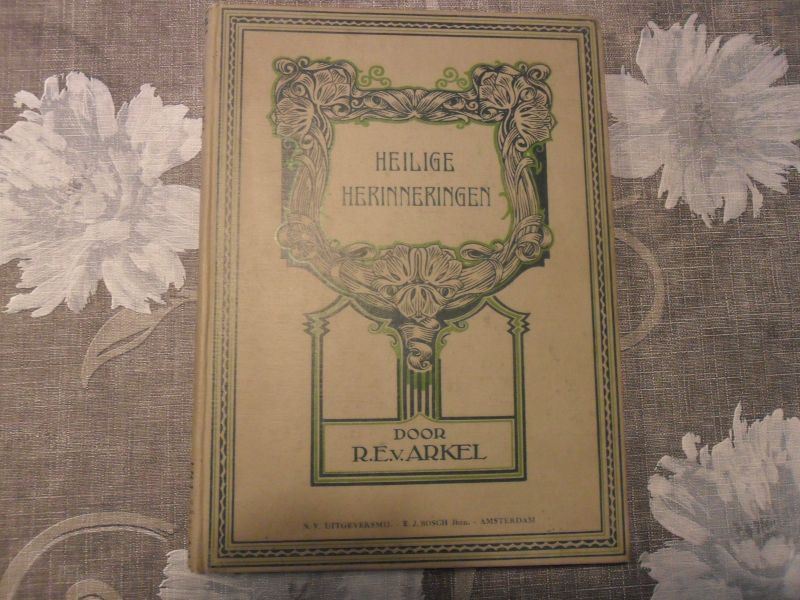 HEILIGE
HERINNERINGEN
DOOR
R.E.v. ARKEL
N.V. UITGEVERSMIJ. - E. J. BOSCH Jbzn. - AMSTERDAM